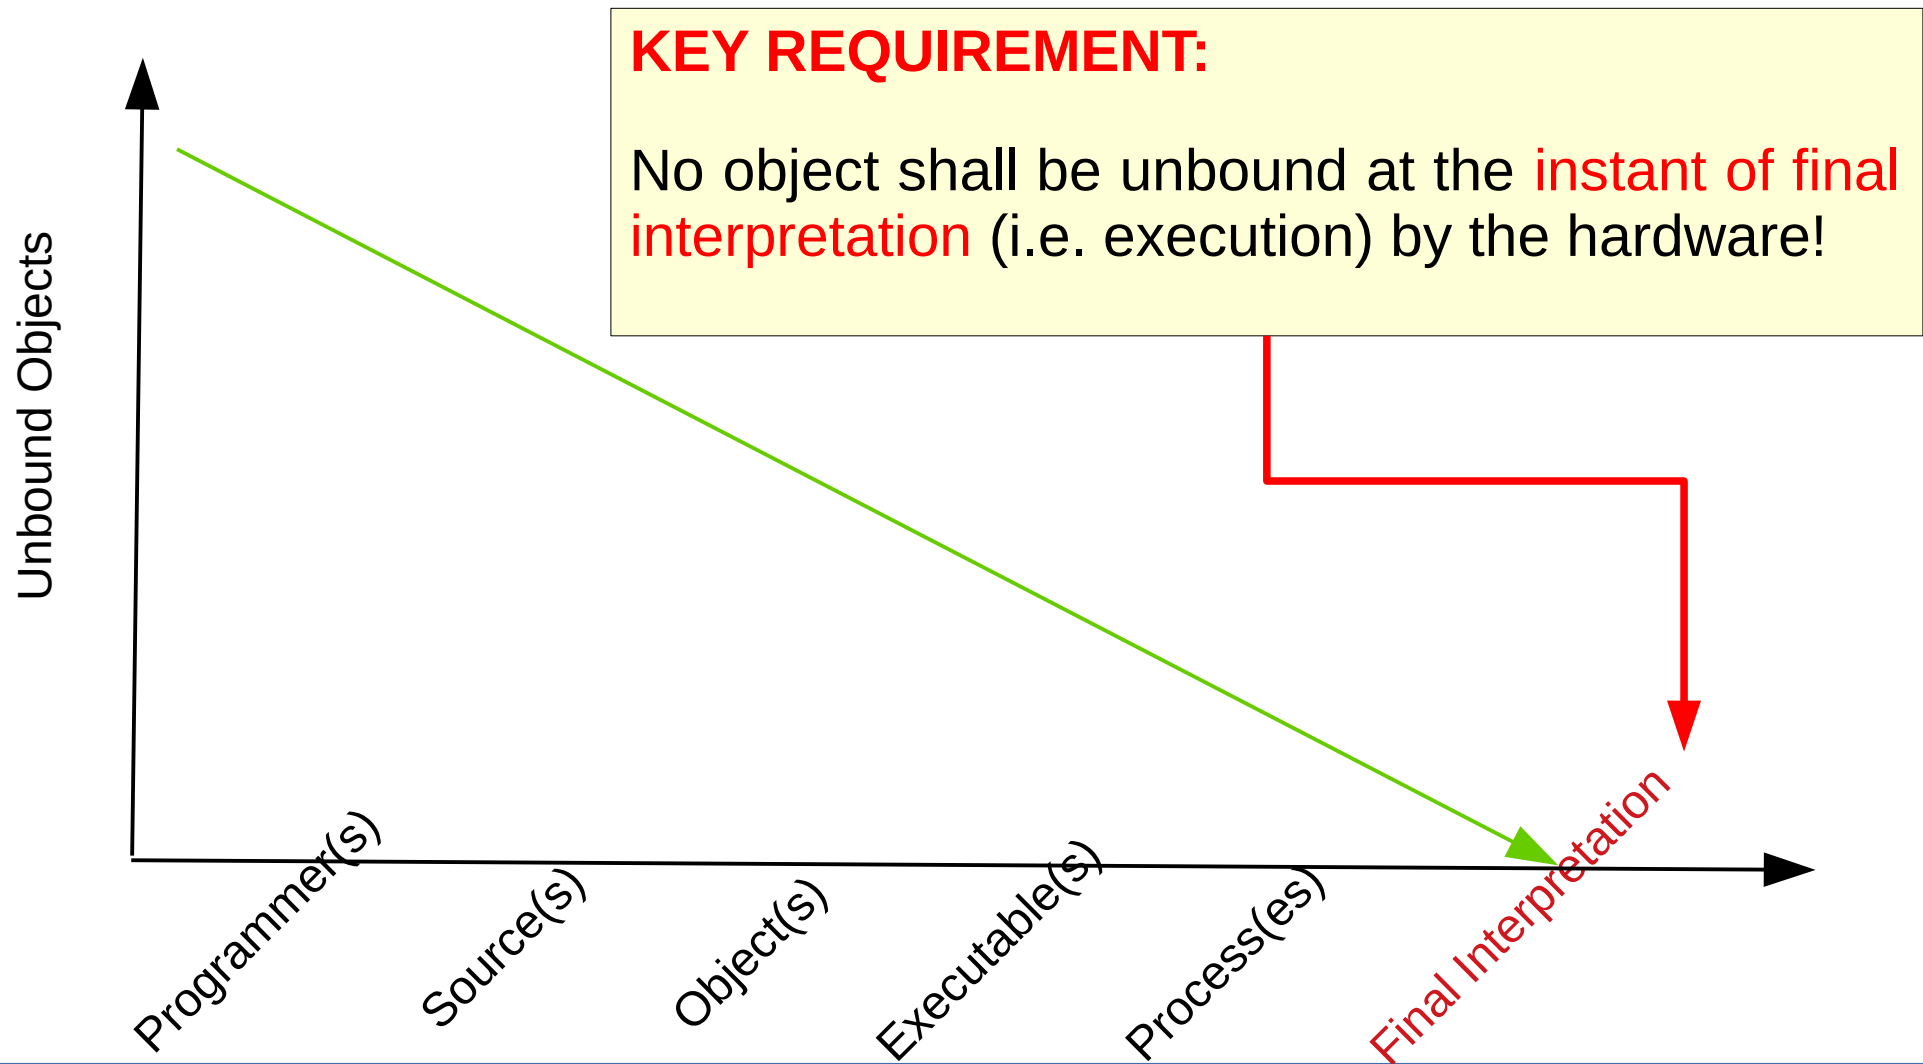 KEY REQUIREMENT:
No object shall be unbound at the instant of final
interpretation (i.e. execution) by the hardware!
Unbound Objects
Programmer(s)
Source(s)
Object(s)
Executable(s)
Process(es)
Final Interpretation